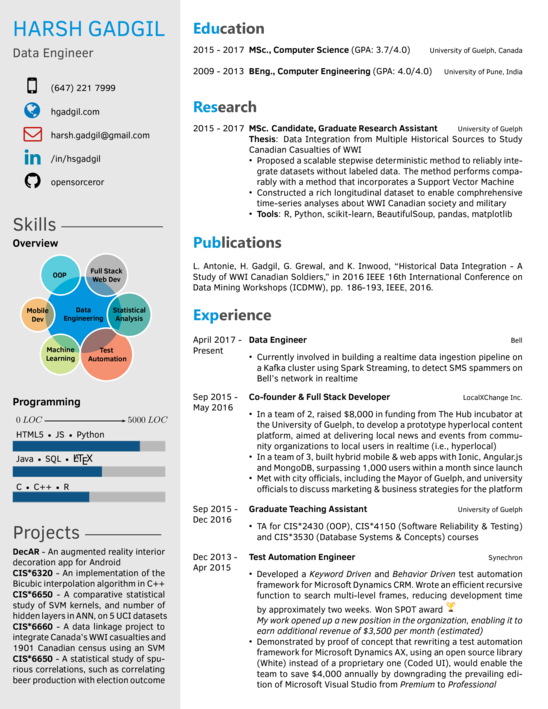 HARSH GADGIL
Data Engineer
(647) 221 7999
hgadgil.com
harsh.gadgil@gmail.com
/in/hsgadgil
opensorceror
Skills
Overview
OOP
Full Stack
Web Dev
Mobile
Dev
Data
Engineering
Statistical
Analysis
Machine
Learning
Test
Automation
Programming
0 LOC
5000 LOC
HTML5 • JS • Python
Java • SQL • LATEX
C • C++ • R
Projects
DecAR - An augmented reality interior
decoration app for Android
CIS*6320 - An implementation of the
Bicubic interpolation algorithm in C++
CIS*6650 - A comparative statistical
study of SVM kernels, and number of
hidden layers in ANN, on 5 UCI datasets
CIS*6660 - A data linkage project to
integrate Canada's WWI casualties and
1901 Canadian census using an SVM
CIS*6650 - A statistical study of spu-
rious correlations, such as correlating
beer production with election outcome
Education
2015 - 2017 MSc., Computer Science (GPA: 3.7/4.0) University of Guelph, Canada
2009 - 2013 BEng., Computer Engineering (GPA: 4.0/4.0) University of Pune, India
Research
2015 - 2017 MSc. Candidate, Graduate Research Assistant University of Guelph
Thesis: Data Integration from Multiple Historical Sources to Study
Canadian Casualties of WWI
• Proposed a scalable stepwise deterministic method to reliably inte-
grate datasets without labeled data. The method performs compa-
rably with a method that incorporates a Support Vector Machine
• Constructed a rich longitudinal dataset to enable comphrehensive
time-series analyses about WWI Canadian society and military
• Tools: R, Python, scikit-learn, BeautifulSoup, pandas, matplotlib
Publications
L. Antonie, H. Gadgil, G. Grewal, and K. Inwood, "Historical Data Integration - A
Study of WWI Canadian Soldiers," in 2016 IEEE 16th International Conference on
Data Mining Workshops (ICDMW), pp. 186-193, IEEE, 2016.
Experience
April 2017 - Data Engineer Bell
Present
• Currently involved in building a realtime data ingestion pipeline on
a Kafka cluster using Spark Streaming, to detect SMS spammers on
Bell's network in realtime
Sep 2015 - Co-founder & Full Stack Developer LocalXChange Inc.
May 2016
• In a team of 2, raised $8,000 in funding from The Hub incubator at
the University of Guelph, to develop a prototype hyperlocal content
platform, aimed at delivering local news and events from commu-
nity organizations to local users in realtime (i.e., hyperlocal)
• In a team of 3, built hybrid mobile & web apps with Ionic, Angular.js
and MongoDB, surpassing 1,000 users within a month since launch
• Met with city officials, including the Mayor of Guelph, and university
officials to discuss marketing & business strategies for the platform
Sep 2015 - Graduate Teaching Assistant University of Guelph
Dec 2016
• TA for CIS*2430 (OOP), CIS*4150 (Software Reliability & Testing)
and CIS*3530 (Database Systems & Concepts) courses
Dec 2013 - Test Automation Engineer Synechron
Apr 2015
• Developed a Keyword Driven and Behavior Driven test automation
framework for Microsoft Dynamics CRM. Wrote an efficient recursive
function to search multi-level frames, reducing development time
by approximately two weeks. Won SPOT award
My work opened up a new position in the organization, enabling it to
earn additional revenue of $3,500 per month (estimated)
• Demonstrated by proof of concept that rewriting a test automation
framework for Microsoft Dynamics AX, using an open source library
(White) instead of a proprietary one (Coded UI), would enable the
team to save $4,000 annually by downgrading the prevailing edi-
tion of Microsoft Visual Studio from Premium to Professional